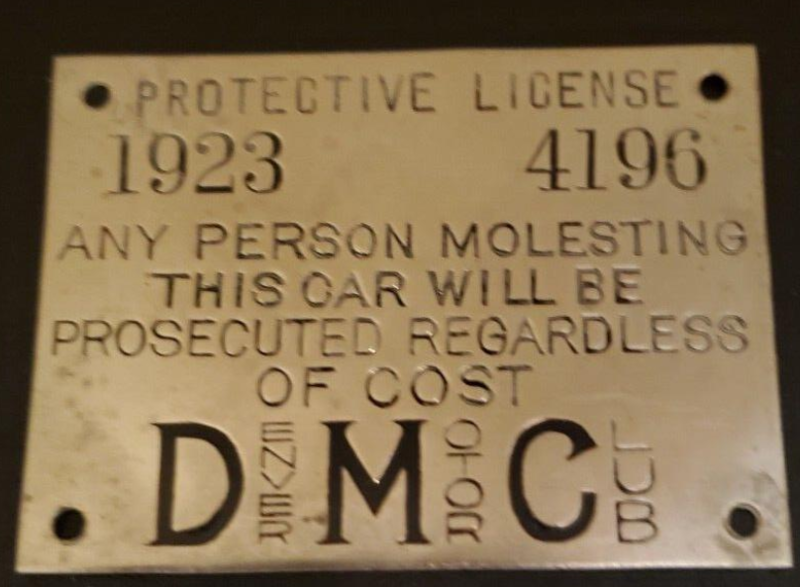 PROTECTIVE LICENSE
1923 4196
ANY PERSON MOLESTING
THIS CAR WILL BE
PROSECUTED REGARDLESS
OF COST
DENVER MOTOR CLUB